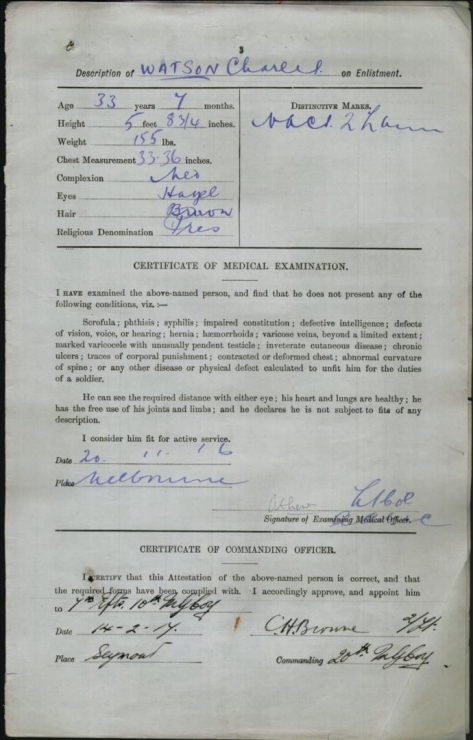 3
Description of WATSON Charles on Enlistment.
Age 33 years 7 months.
Height 5 feet 8 3/4 inches.
Weight 155 lbs.
Chest Measurement 33-36 inches.
Complexion Med
Eyes Hazel
Hair Brown
Religious Denomination Pres
DISTINCTIVE MARKS.
Vacc. 2 L arm
CERTIFICATE OF MEDICAL EXAMINATION.
I HAVE examined the above-named person, and find that he does not present any of the
following conditions, viz. :—
Scrofula; phthisis; syphilis; impaired constitution; defective intelligence; defects
of vision, voice, or hearing; hernia; hæmorrhoids; varicose veins, beyond a limited extent;
marked varicocele with unusually pendent testicle; inveterate cutaneous disease; chronic
ulcers; traces of corporal punishment; contracted or deformed chest; abnormal curvature
of spine; or any other disease or physical defect calculated to unfit him for the duties
of a soldier.
He can see the required distance with either eye; his heart and lungs are healthy; he
has the free use of his joints and limbs; and he declares he is not subject to fits of any
description.
I consider him fit for active service.
Date 20. 11. 16
Place Melbourne
Signature of Examining Medical Officer.
CERTIFICATE OF COMMANDING OFFICER.
I CERTIFY that this Attestation of the above-named person is correct, and that
the required forms have been complied with. I accordingly approve, and appoint him
to 7th Rfts. 10th M G Coy
Date 14-2-17. C.H. Browne
Place Seymour Commanding 20th M G Coy